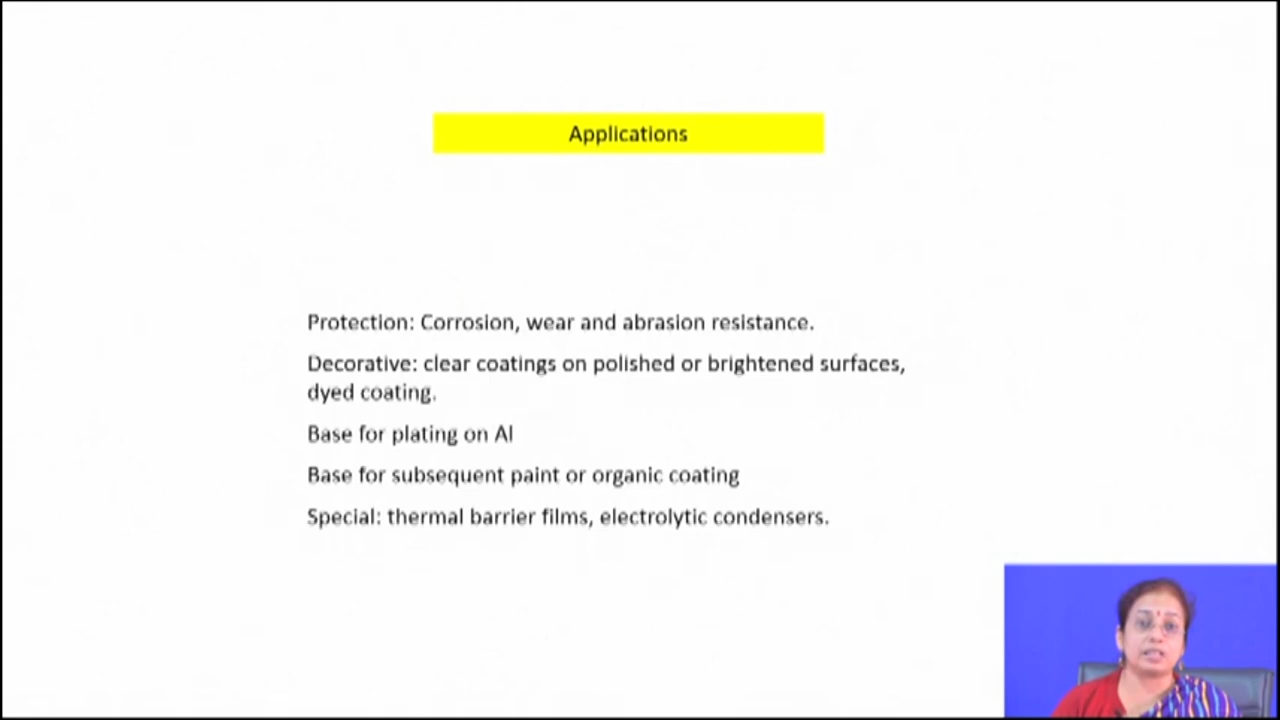 Applications
Protection: Corrosion, wear and abrasion resistance.
Decorative: clear coatings on polished or brightened surfaces,
dyed coating.
Base for plating on Al
Base for subsequent paint or organic coating
Special: thermal barrier films, electrolytic condensers.